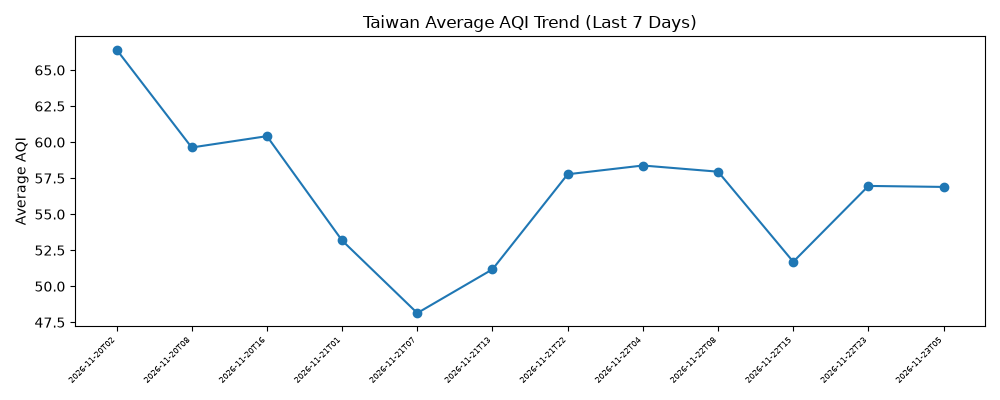 Taiwan Average AQI Trend (Last 7 Days)
Average AQI
65.0
62.5
60.0
57.5
55.0
52.5
50.0
47.5
2026-11-20T02
2026-11-20T08
2026-11-20T16
2026-11-21T01
2026-11-21T07
2026-11-21T13
2026-11-21T22
2026-11-22T04
2026-11-22T08
2026-11-22T15
2026-11-22T23
2026-11-23T05